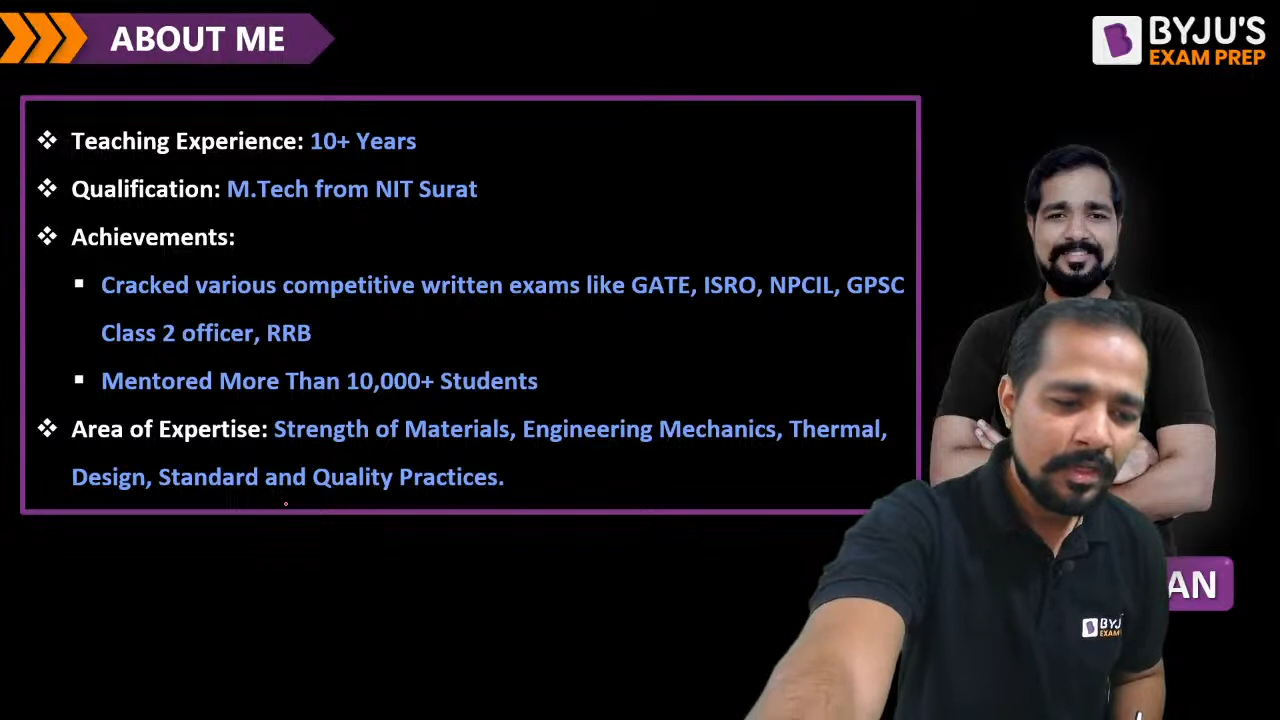 ABOUT ME
BYJU'S
EXAM PREP
❖ Teaching Experience: 10+ Years
❖ Qualification: M.Tech from NIT Surat
❖ Achievements:
▪ Cracked various competitive written exams like GATE, ISRO, NPCIL, GPSC
Class 2 officer, RRB
▪ Mentored More Than 10,000+ Students
❖ Area of Expertise: Strength of Materials, Engineering Mechanics, Thermal,
Design, Standard and Quality Practices.
AN
BYJ
EXAM